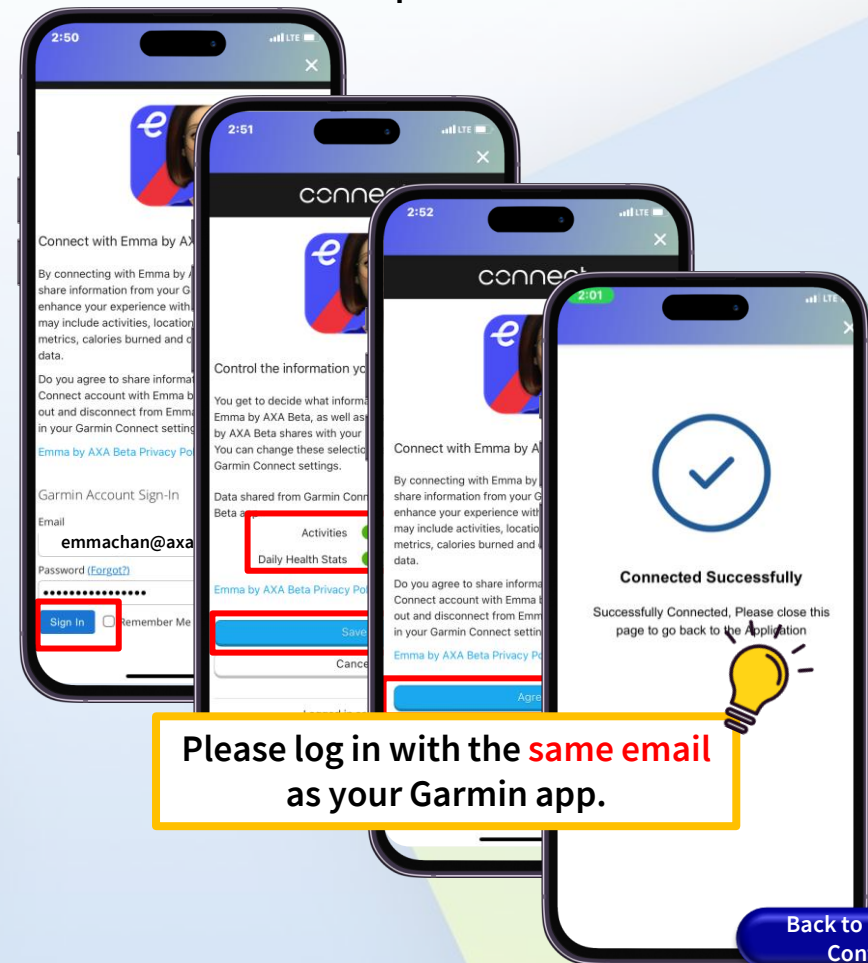 2:50
LTE
Connect with Emma by AX
By connecting with Emma by A
share information from your G
enhance your experience with
may include activities, location
metrics, calories burned and
data.
Do you agree to share informat
Connect account with Emma b
out and disconnect from Emma
in your Garmin Connect setting
Emma by AXA Beta Privacy Po
Garmin Account Sign-In
Email
emmachan@axa
Password (Forgot?)
Sign In
Remember Me
2:51
LTE
conne
Control the information yo
You get to decide what informa
Emma by AXA Beta, as well as
by AXA Beta shares with your
You can change these selectio
Garmin Connect settings.
Data shared from Garmin Conn
Beta app
Activities
Daily Health Stats
Emma by AXA Beta Privacy Po
Save
Cance
2:52
LTE
connect
Connect with Emma by A
By connecting with Emma by
share information from your G
enhance your experience with
may include activities, locatio
metrics, calories burned and
data.
Do you agree to share informa
Connect account with Emma b
out and disconnect from Emm
in your Garmin Connect settin
Emma by AXA Beta Privacy Po
Agre
2:01
LTE
Connected Successfully
Successfully Connected, Please close this
page to go back to the Application
Please log in with the same email
as your Garmin app.
Back to
Con